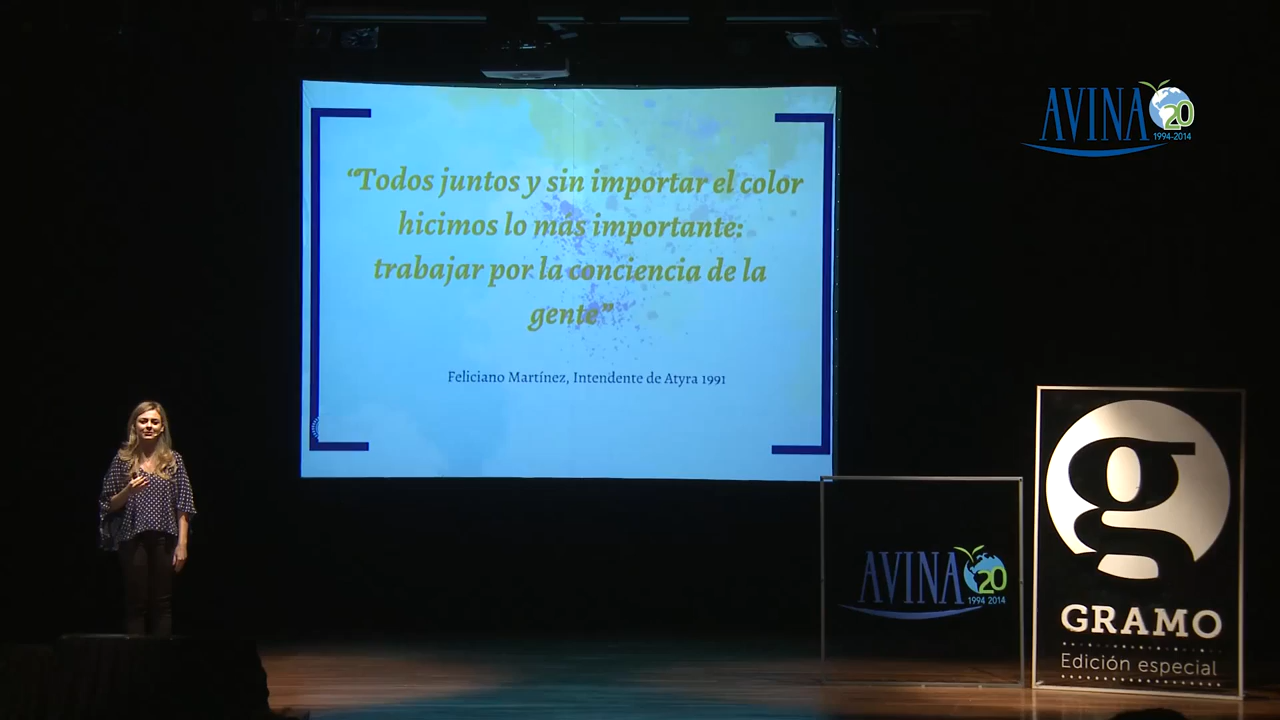 “Todos juntos y sin importar el color
hicimos lo más importante:
trabajar por la conciencia de la
gente”
Feliciano Martínez, Intendente de Atyra 1991
AVINA 20
1994-2014
AVINA 20
1994 2014
g
GRAMO
Edición especial